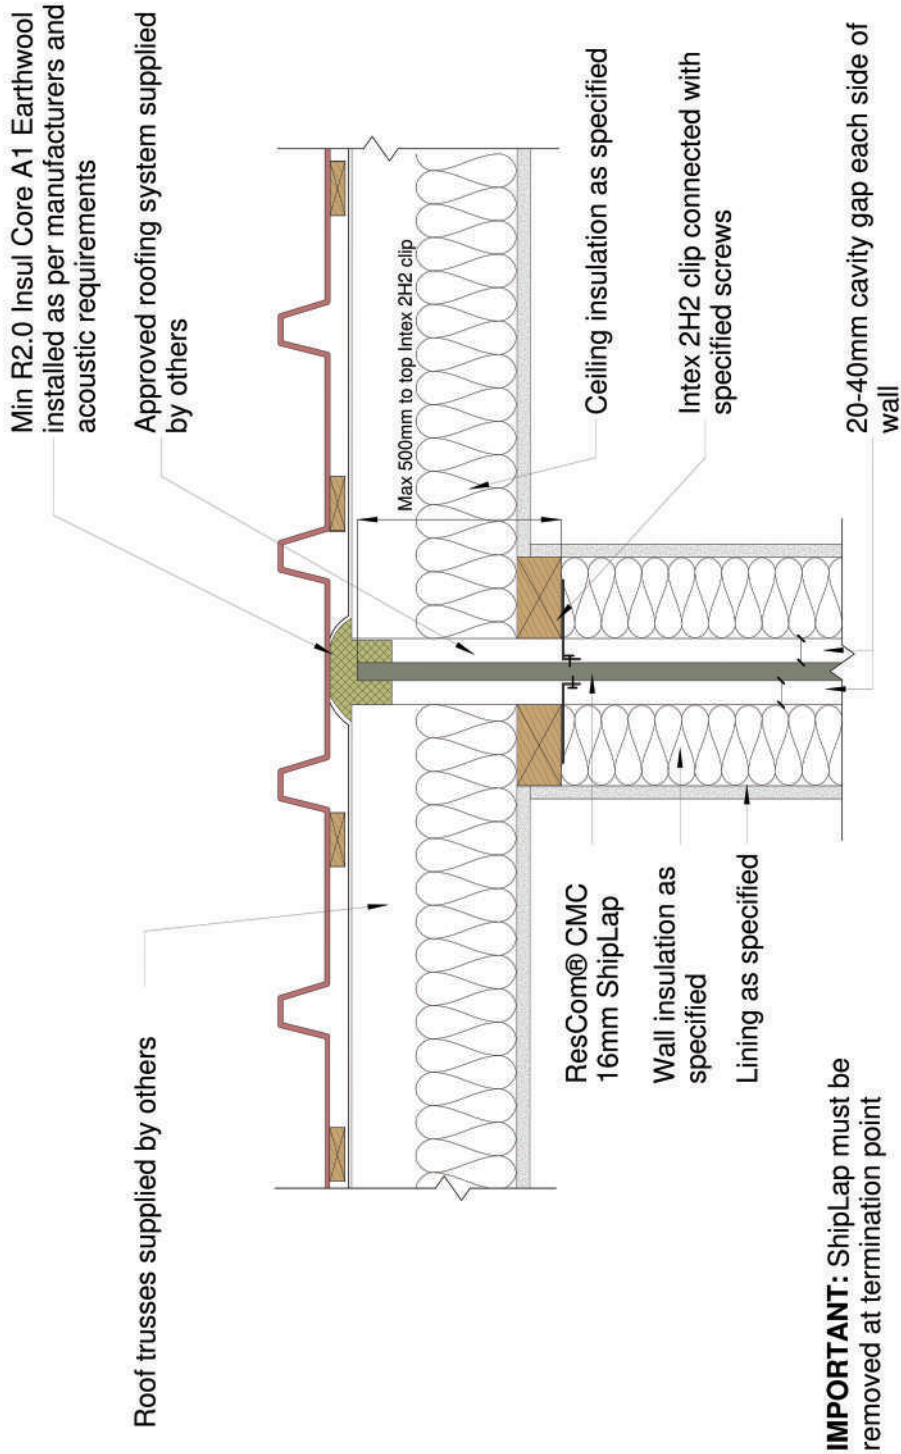 Min R2.0 Insul Core A1 Earthwool
installed as per manufacturers and
acoustic requirements
Roof trusses supplied by others
Approved roofing system supplied
by others
Max 500mm to top Intex 2H2 clip
Ceiling insulation as specified
Intex 2H2 clip connected with
specified screws
20-40mm cavity gap each side of
wall
ResCom® CMC
16mm ShipLap
Wall insulation as
specified
Lining as specified
IMPORTANT: ShipLap must be
removed at termination point